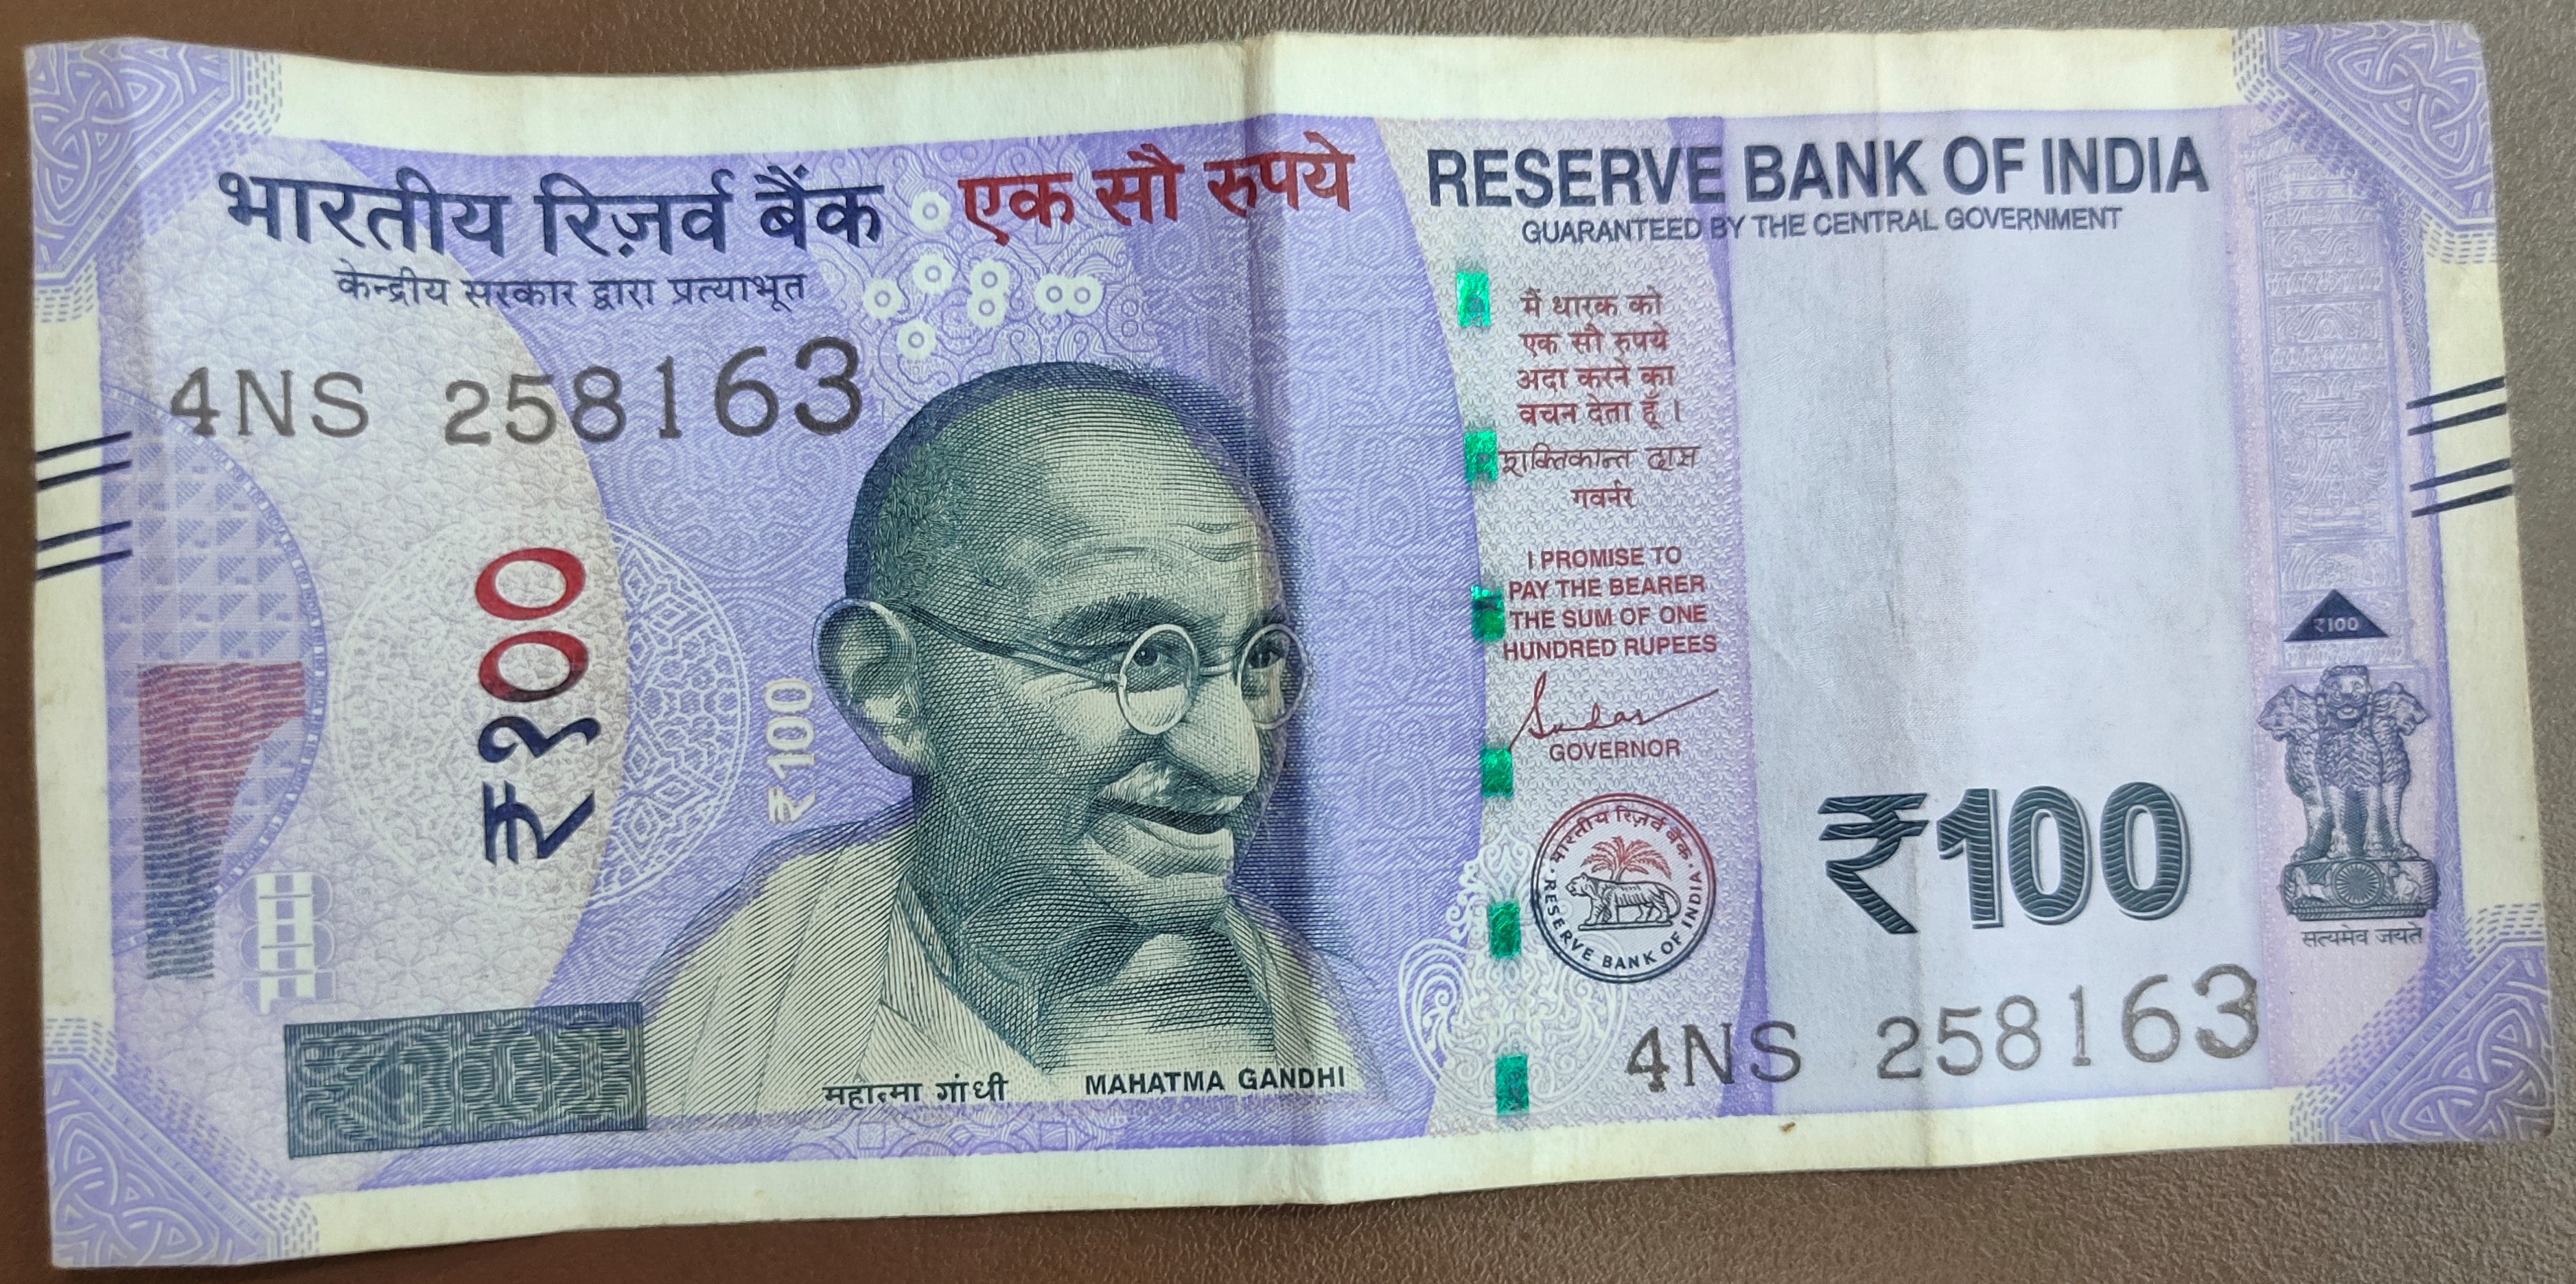 भारतीय रिज़र्व बैंक
एक सौ रुपये
केन्द्रीय सरकार द्वारा प्रत्याभूत
4NS 258163
₹१००
₹100
महात्मा गांधी
MAHATMA GANDHI
RESERVE BANK OF INDIA
GUARANTEED BY THE CENTRAL GOVERNMENT
मैं धारक को
एक सौ रुपये
अदा करने का
वचन देता हूँ ।
शक्तिकान्त दास
गवर्नर
I PROMISE TO
PAY THE BEARER
THE SUM OF ONE
HUNDRED RUPEES
GOVERNOR
भारतीय रिज़र्व बैंक
RESERVE BANK OF INDIA
₹100
₹100
सत्यमेव जयते
4NS 258163